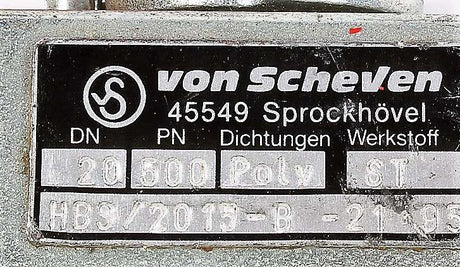 von Scheven
45549 Sprockhövel
DN PN Dichtungen Werkstoff
20 500 Poly ST
HBS/2015-B -21-95